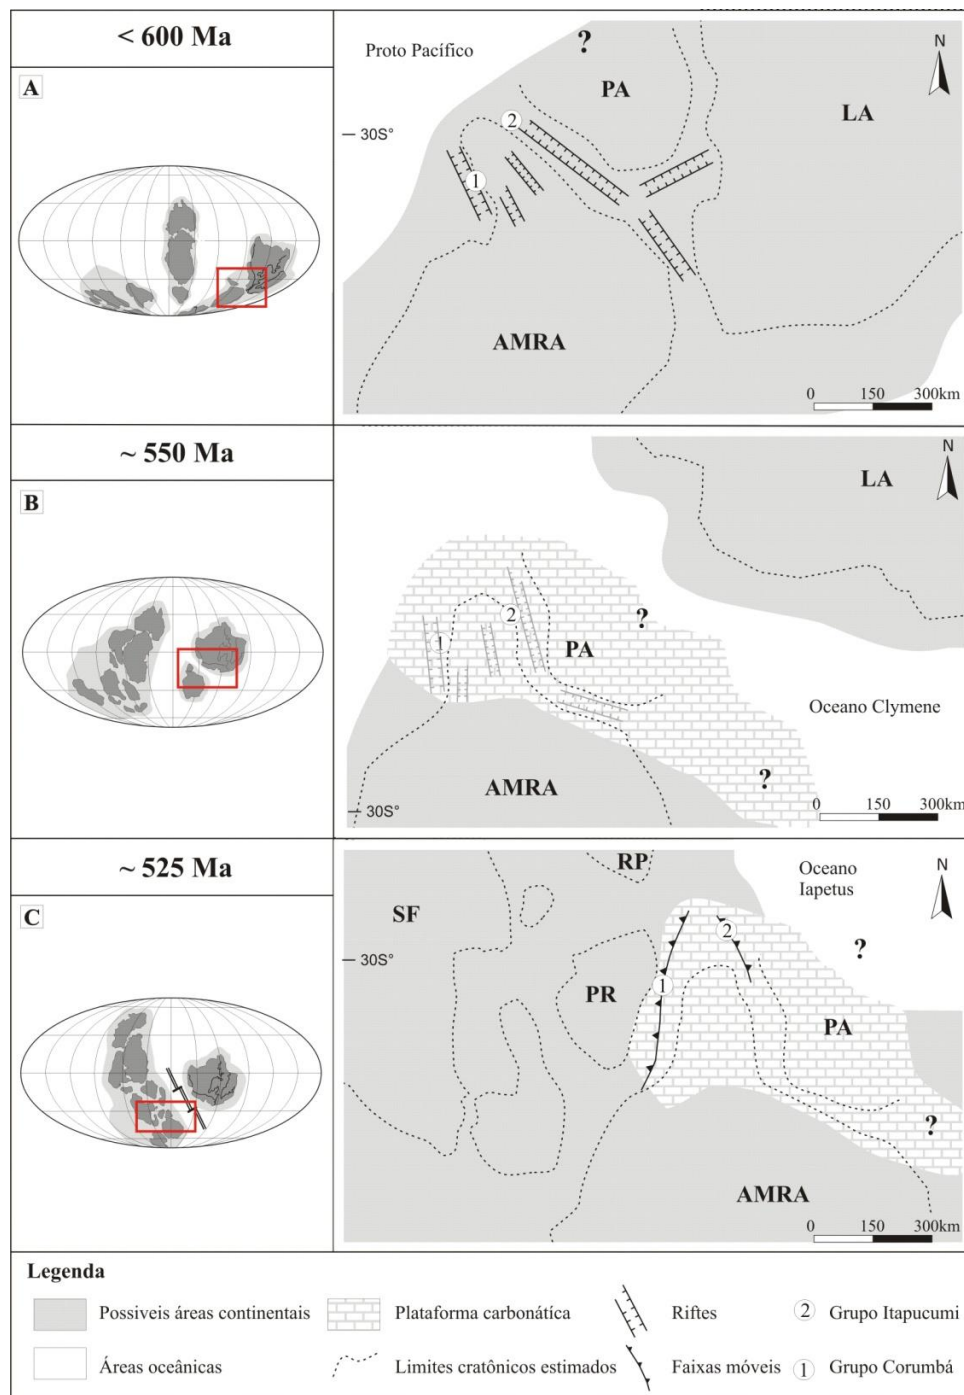 < 600 Ma
A
Proto Pacífico
?
PA
LA
N
30S°
2
1
AMRA
0 150 300km
~ 550 Ma
B
LA
N
1
2
?
PA
Oceano Clymene
AMRA
?
30S°
0 150 300km
~ 525 Ma
C
RP
Oceano
Iapetus
N
SF
2
?
30S°
1
PR
PA
?
AMRA
0 150 300km
Legenda
Possiveis áreas continentais
Plataforma carbonática
Riftes
2 Grupo Itapucumi
Áreas oceânicas
Limites cratônicos estimados
Faixas móveis
1 Grupo Corumbá